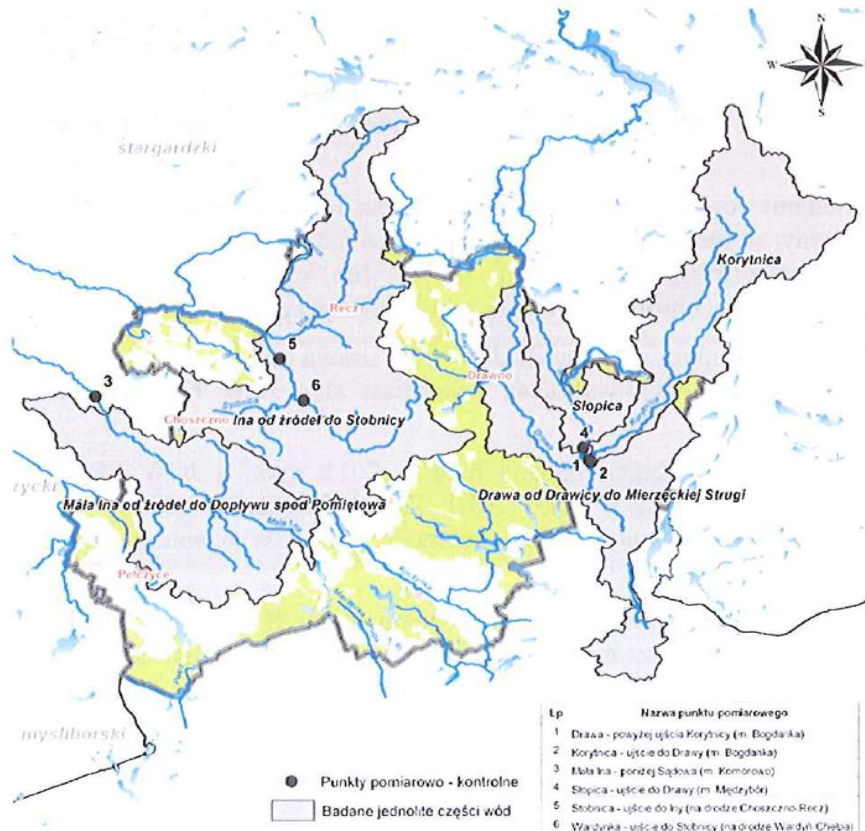 N
W
S
stargardzki
Korytnica
Recz
5
Drawno
3
6
Słopica
Choszczno
Ina od źródeł do Stobnicy
4
1
2
zycki
Mała Ina od źródeł do Dopływu spod Pomiętowa
Drawa od Drawicy do Mierzęckiej Strugi
Mała Ina
Pełczyce
myśliborski
Lp Nazwa punktu pomiarowego
1 Drawa - powyżej ujścia Korytnicy (m. Bogdanka)
2 Korytnica - ujście do Drawy (m. Bogdanka)
3 Mała Ina - poniżej Sądowa (m. Komorowo)
4 Słopica - ujście do Drawy (m. Międzybór)
5 Stobnica - ujście do Iny (na drodze Choszczno-Recz)
6 Wardynka - ujście do Stobnicy (na drodze Wardyń-Chełpa)
Punkty pomiarowo - kontrolne
Badane jednolite części wód